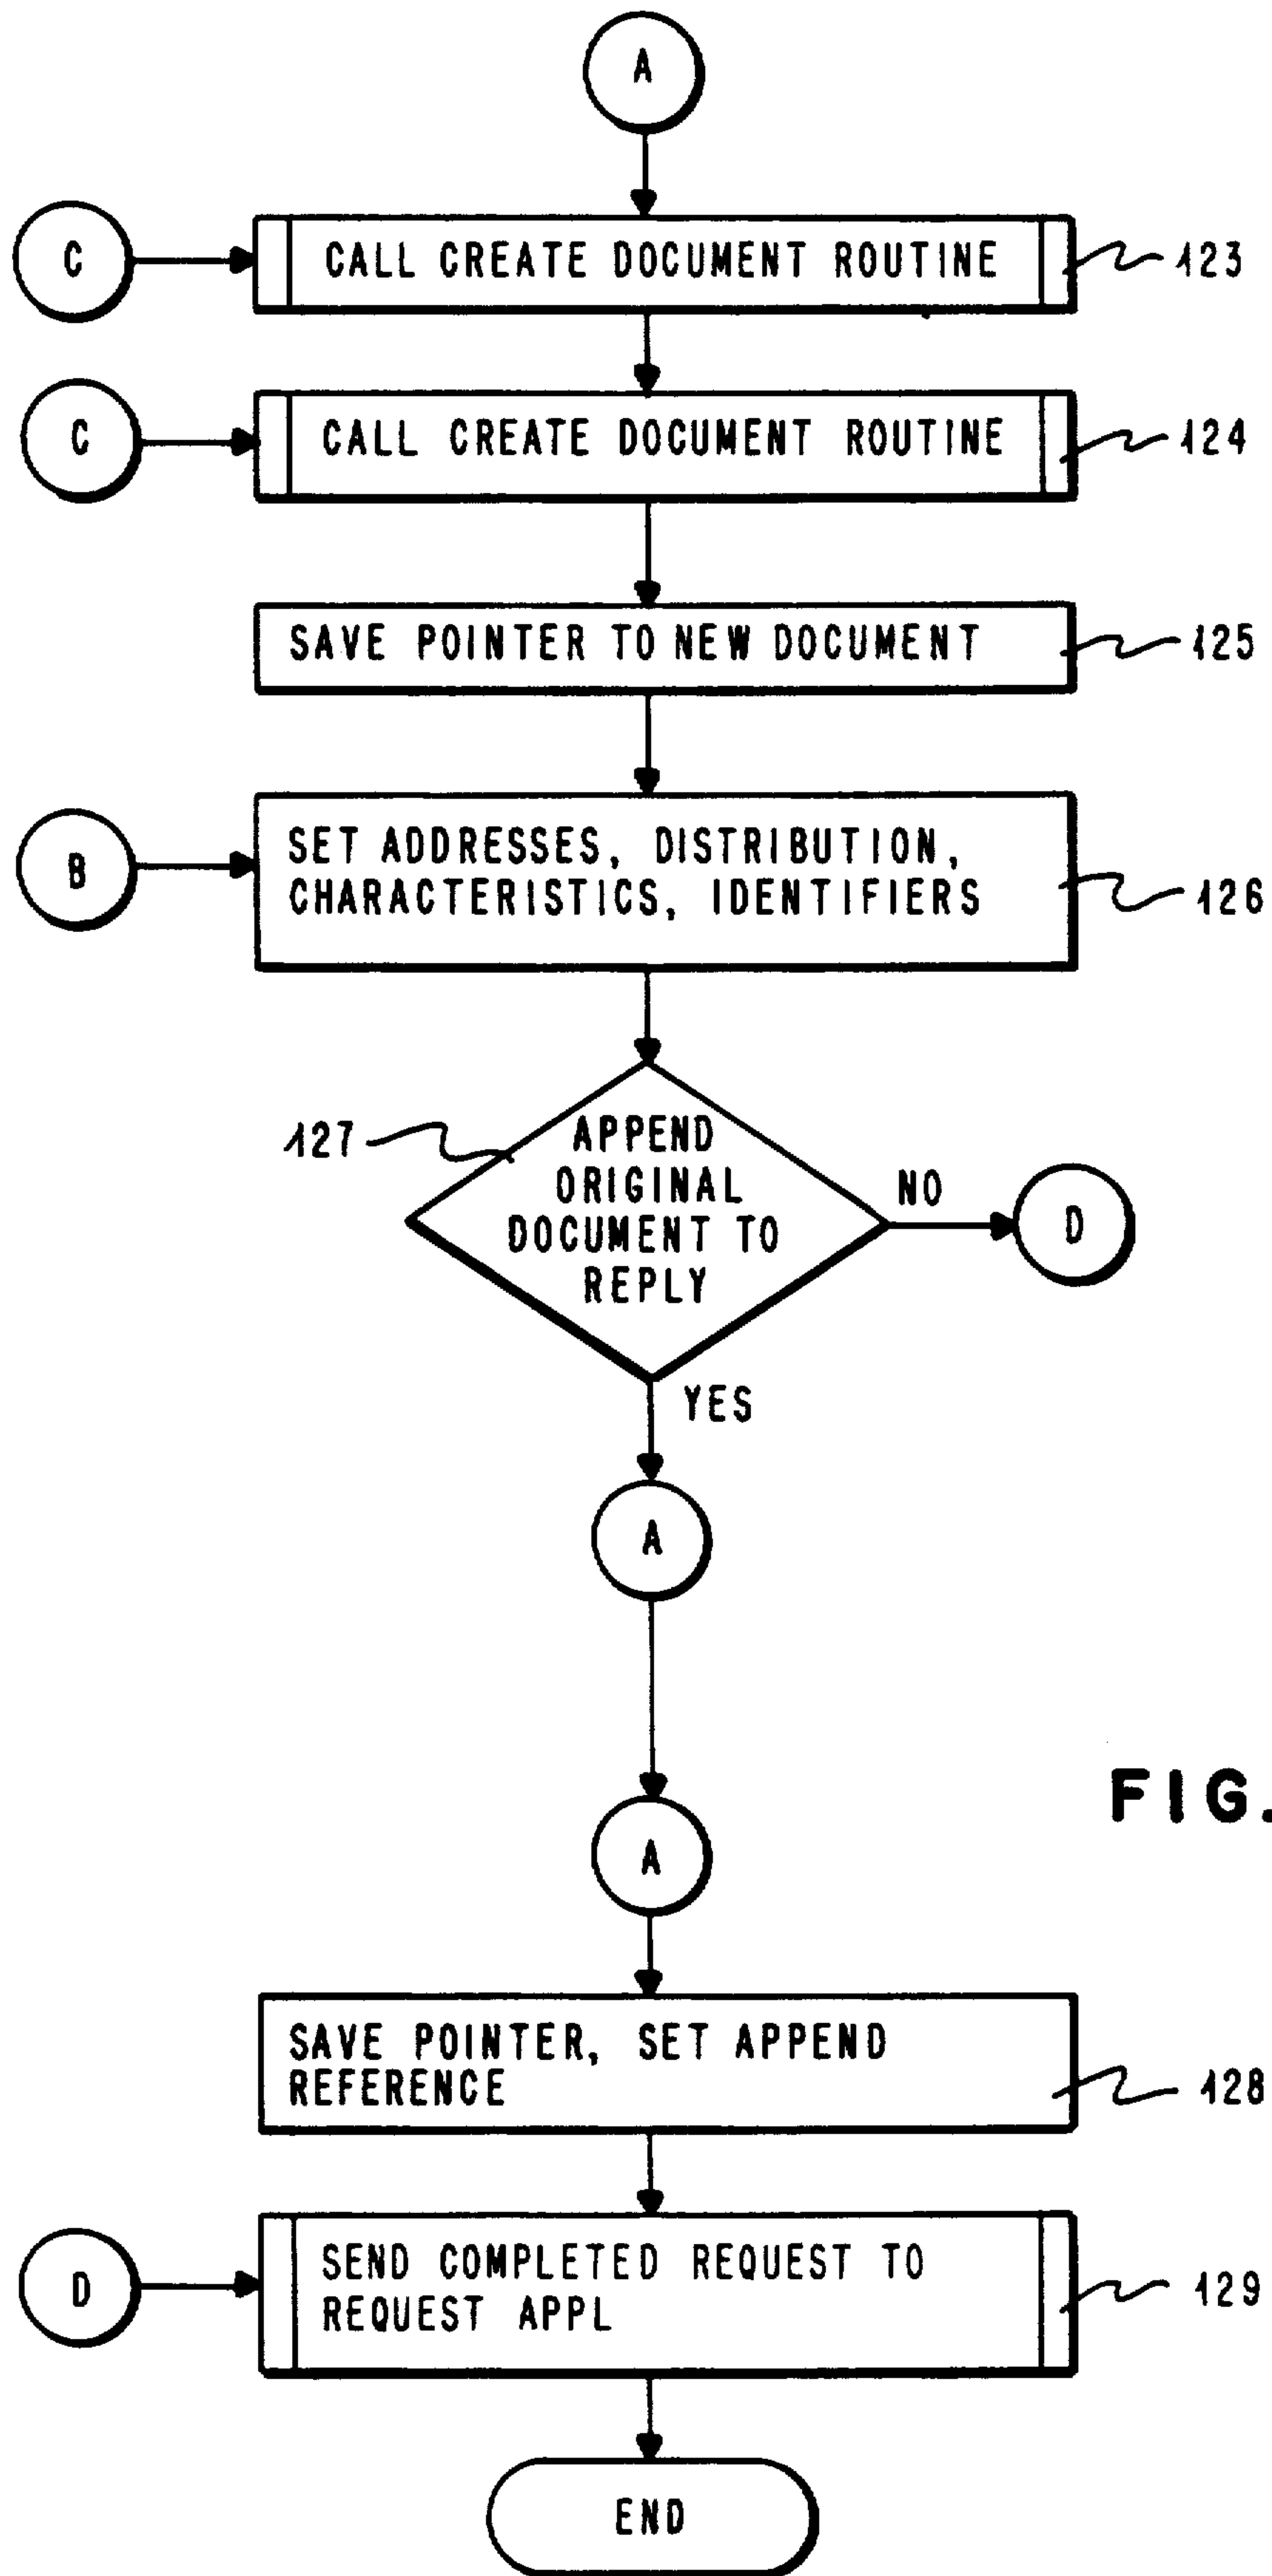 A
C
CALL CREATE DOCUMENT ROUTINE
123
C
CALL CREATE DOCUMENT ROUTINE
124
SAVE POINTER TO NEW DOCUMENT
125
B
SET ADDRESSES, DISTRIBUTION,
CHARACTERISTICS, IDENTIFIERS
126
127
APPEND
ORIGINAL
DOCUMENT TO
REPLY
NO
D
YES
A
FIG.
A
SAVE POINTER, SET APPEND
REFERENCE
128
D
SEND COMPLETED REQUEST TO
REQUEST APPL
129
END